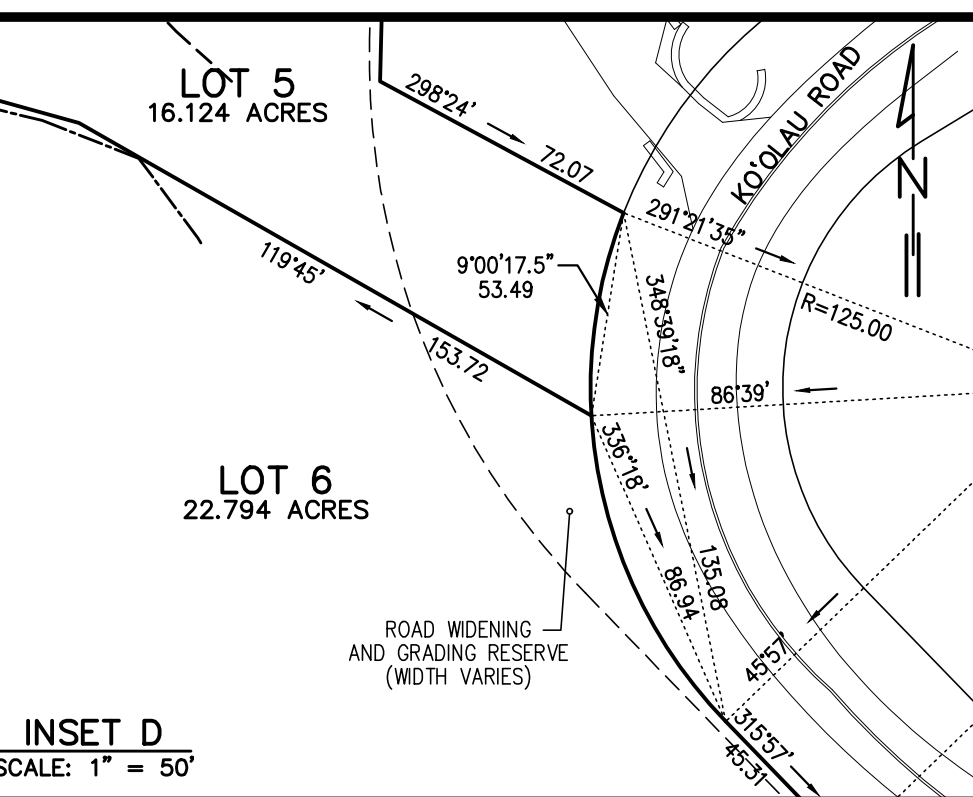 LOT 5
16.124 ACRES
298°24'
72.07
KO'OLAU ROAD
N
291°21'35"
119°45'
153.72
9°00'17.5"
53.49
348°39'18"
R=125.00
86°39'
336°18'
LOT 6
22.794 ACRES
86.94
135.08
ROAD WIDENING
AND GRADING RESERVE
(WIDTH VARIES)
45°57'
315°57'
45.31
INSET D
SCALE: 1" = 50'